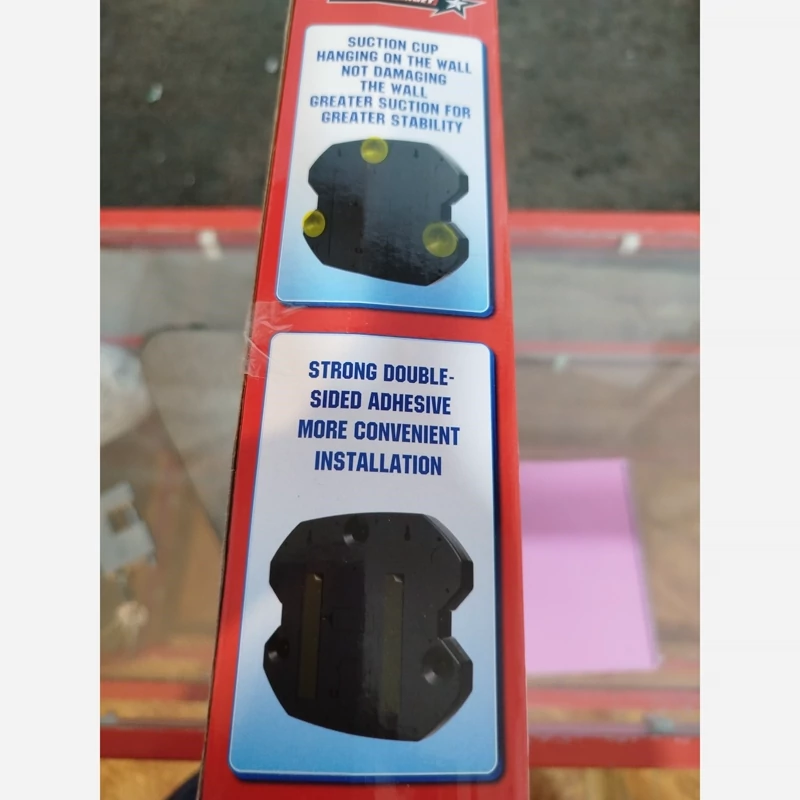 SUCTION CUP
HANGING ON THE WALL
NOT DAMAGING
THE WALL
GREATER SUCTION FOR
GREATER STABILITY
STRONG DOUBLE-
SIDED ADHESIVE
MORE CONVENIENT
INSTALLATION